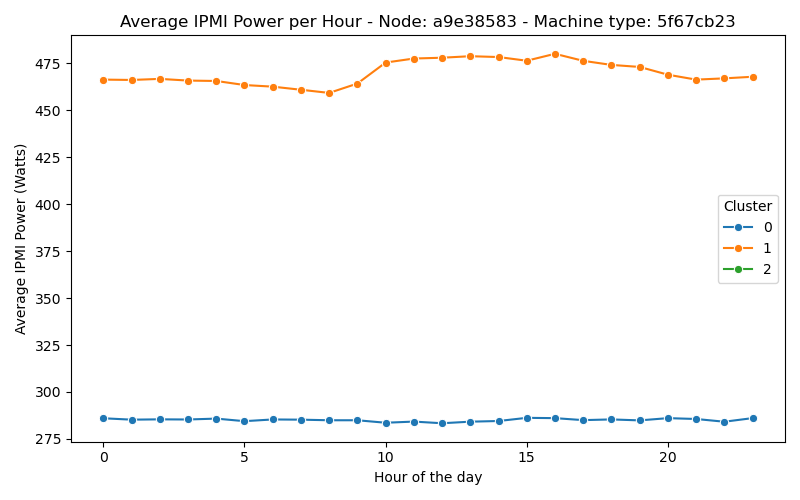 Average IPMI Power per Hour - Node: a9e38583 - Machine type: 5f67cb23
475
450
425
400
375
350
325
300
275
Average IPMI Power (Watts)
0 5 10 15 20
Hour of the day
Cluster
0
1
2